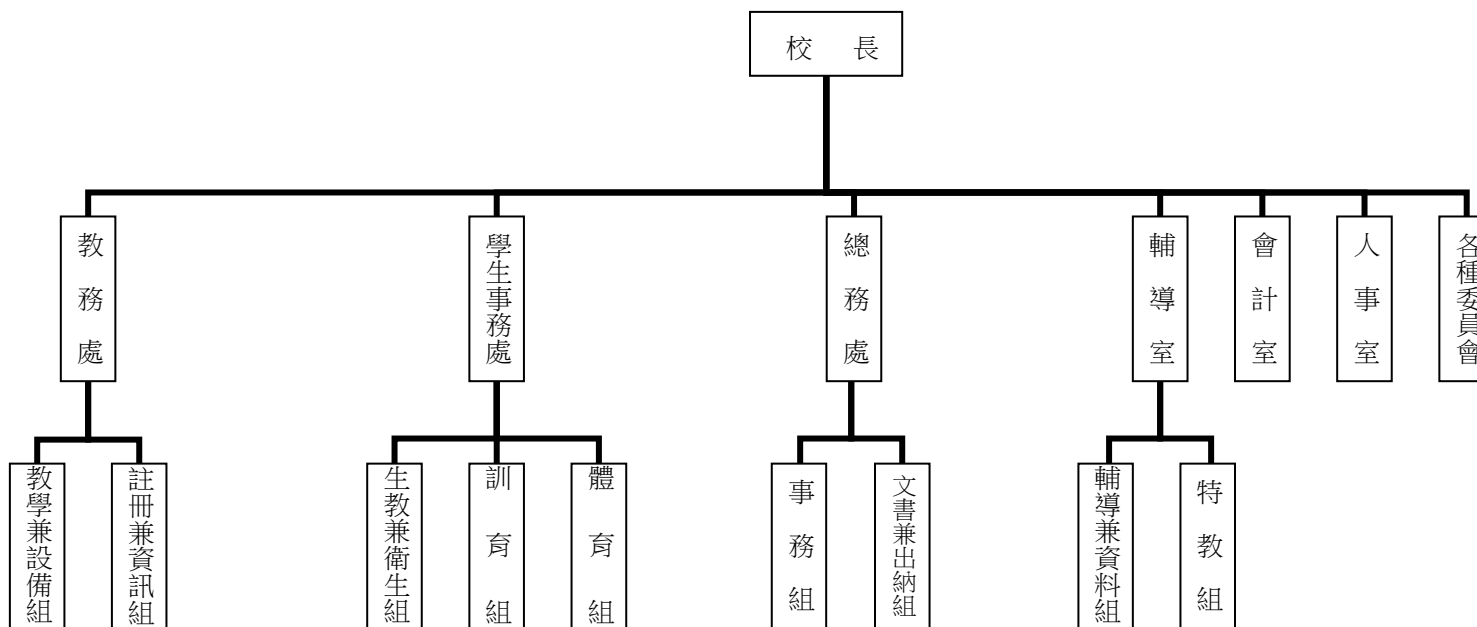 校 長
教務處
學生事務處
總務處
輔導室
會計室
人事室
各種委員會
教學兼設備組
註冊兼資訊組
生教兼衛生組
訓育組
體育組
事務組
文書兼出納組
輔導兼資料組
特教組